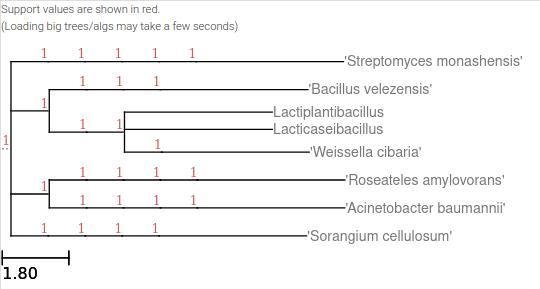 Support values are shown in red.
(Loading big trees/algs may take a few seconds)
1 1 1 1 1 'Streptomyces monashensis'
1 1 1 'Bacillus velezensis'
1
Lactiplantibacillus
1 1
Lacticaseibacillus
1
1 'Weissella cibaria'
1 1 1 1 'Roseateles amylovorans'
1
1 1 1 1 'Acinetobacter baumannii'
1 1 1 1 'Sorangium cellulosum'
1.80